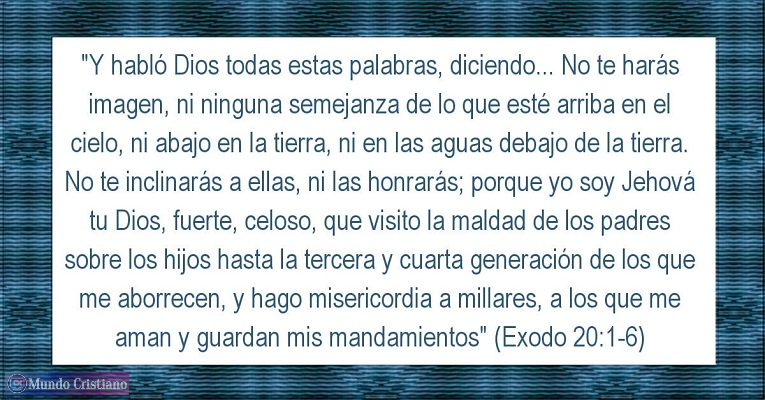 "Y habló Dios todas estas palabras, diciendo... No te harás
imagen, ni ninguna semejanza de lo que esté arriba en el
cielo, ni abajo en la tierra, ni en las aguas debajo de la tierra.
No te inclinarás a ellas, ni las honrarás; porque yo soy Jehová
tu Dios, fuerte, celoso, que visito la maldad de los padres
sobre los hijos hasta la tercera y cuarta generación de los que
me aborrecen, y hago misericordia a millares, a los que me
aman y guardan mis mandamientos" (Exodo 20:1-6)
Mundo Cristiano